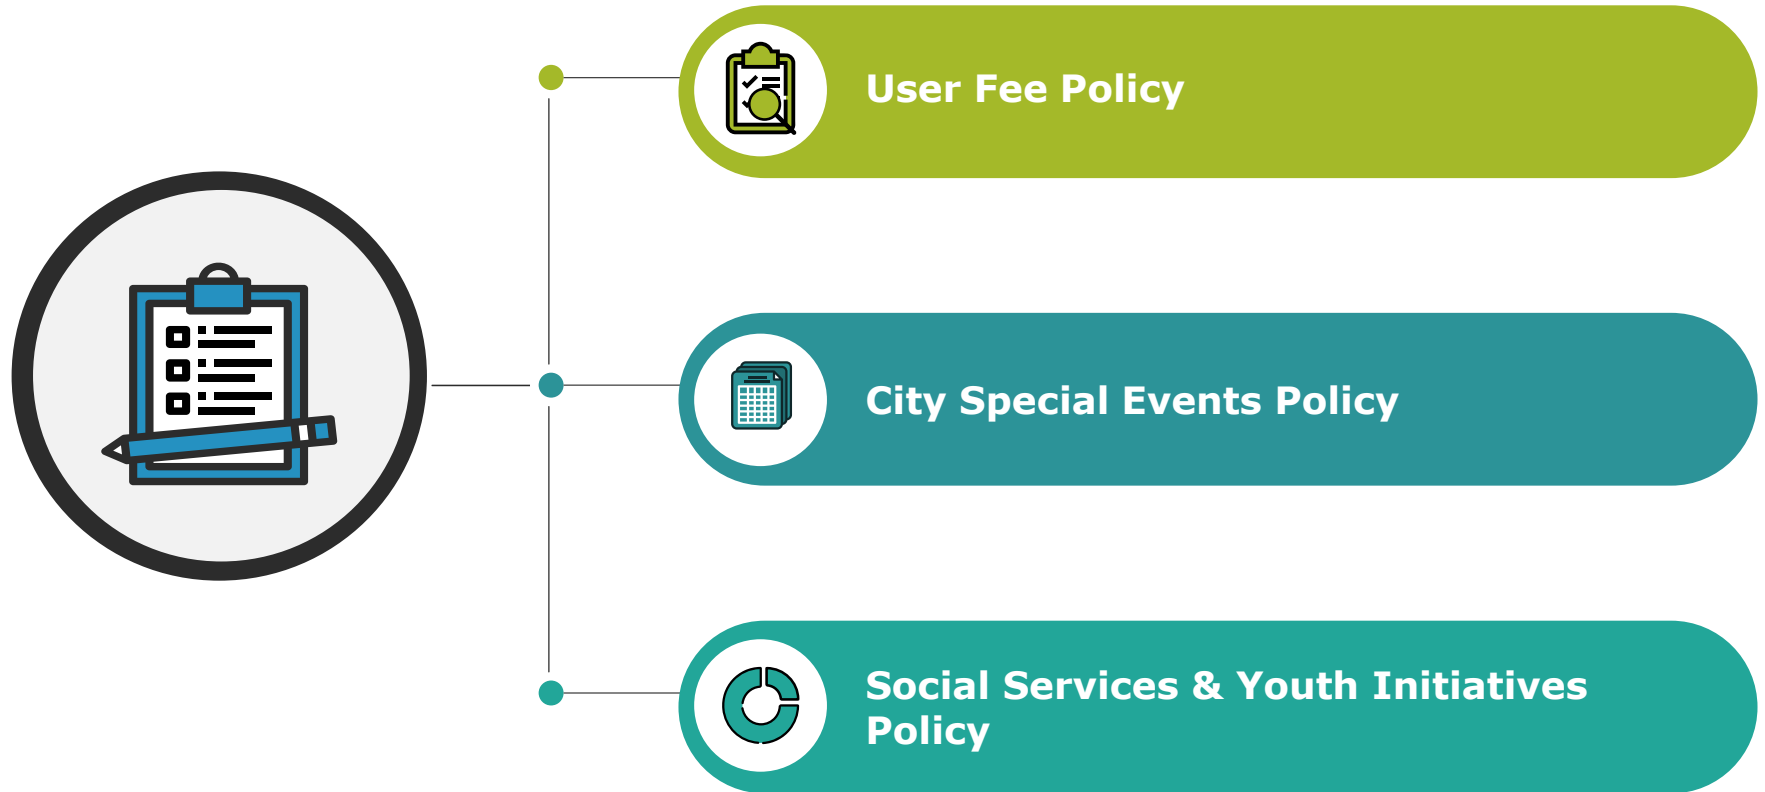 User Fee Policy
City Special Events Policy
Social Services & Youth Initiatives
Policy